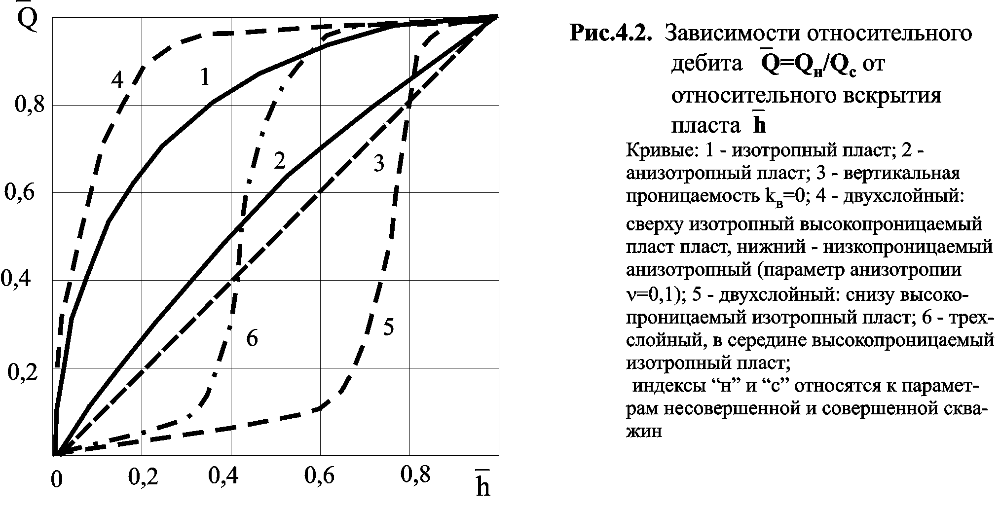 Q̅
0,8
0,6
0,4
0,2
0
0,2
0,4
0,6
0,8
h̅
4
1
2
3
6
5
Рис.4.2. Зависимости относительного
дебита Q̅=Qн/Qс от
относительного вскрытия
пласта h̅
Кривые: 1 - изотропный пласт; 2 -
анизотропный пласт; 3 - вертикальная
проницаемость kв=0; 4 - двухслойный:
сверху изотропный высокопроницаемый
пласт пласт, нижний - низкопроницаемый
анизотропный (параметр анизотропии
ν=0,1); 5 - двухслойный: снизу высоко-
проницаемый изотропный пласт; 6 - трех-
слойный, в середине высокопроницаемый
изотропный пласт;
индексы “н” и “с” относятся к парамет-
рам несовершенной и совершенной сква-
жин